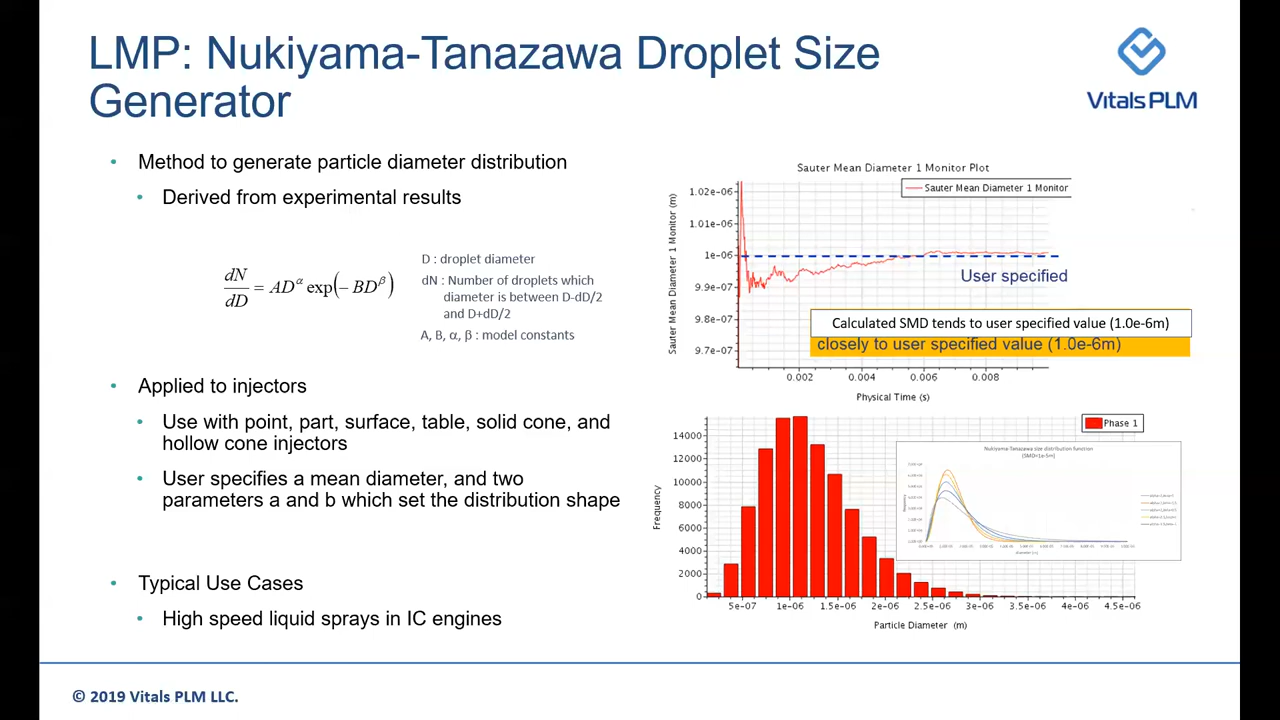 LMP: Nukiyama-Tanazawa Droplet Size
Generator
Vitals PLM
• Method to generate particle diameter distribution
• Derived from experimental results
dN/dD = AD^α exp(−BD^β)
D : droplet diameter
dN : Number of droplets which
diameter is between D-dD/2
and D+dD/2
A, B, α, β : model constants
• Applied to injectors
• Use with point, part, surface, table, solid cone, and
hollow cone injectors
• User specifies a mean diameter, and two
parameters a and b which set the distribution shape
• Typical Use Cases
• High speed liquid sprays in IC engines
Sauter Mean Diameter 1 Monitor Plot
Sauter Mean Diameter 1 Monitor
Sauter Mean Diameter 1 Monitor (m)
1.02e-06
1.01e-06
1e-06
9.9e-07
9.8e-07
9.7e-07
User specified
Calculated SMD tends to user specified value (1.0e-6m)
closely to user specified value (1.0e-6m)
0.002 0.004 0.006 0.008
Physical Time (s)
Phase 1
Frequency
14000
12000
10000
8000
6000
4000
2000
0
Nukiyama-Tanazawa size distribution function
(SMD=1e-5m)
5e-07 1e-06 1.5e-06 2e-06 2.5e-06 3e-06 3.5e-06 4e-06 4.5e-06
Particle Diameter (m)
© 2019 Vitals PLM LLC.